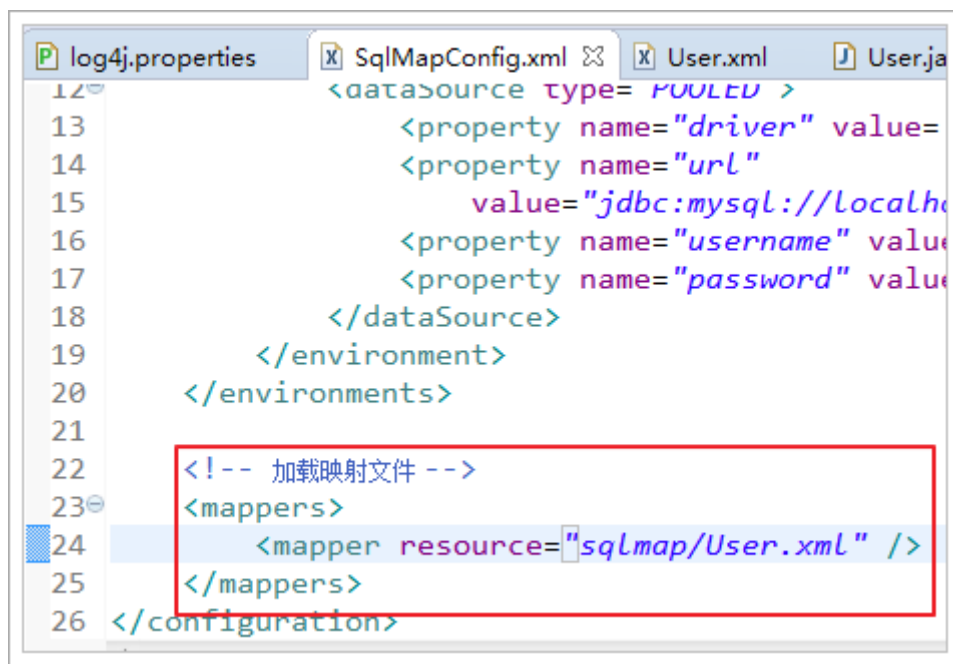 log4j.properties SqlMapConfig.xml User.xml User.ja
12 <dataSource type="POOLED">
13 <property name="driver" value=
14 <property name="url"
15 value="jdbc:mysql://localho
16 <property name="username" value
17 <property name="password" value
18 </dataSource>
19 </environment>
20 </environments>
21
22 <!-- 加载映射文件 -->
23 <mappers>
24 <mapper resource="sqlmap/User.xml" />
25 </mappers>
26 </configuration>